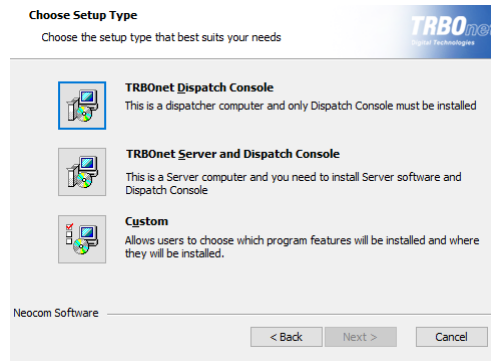 Choose Setup Type
Choose the setup type that best suits your needs
TRBOnet
Digital Technologies
TRBOnet Dispatch Console
This is a dispatcher computer and only Dispatch Console must be installed
TRBOnet Server and Dispatch Console
This is a Server computer and you need to install Server software and
Dispatch Console
Custom
Allows users to choose which program features will be installed and where
they will be installed.
Neocom Software
< Back
Next >
Cancel